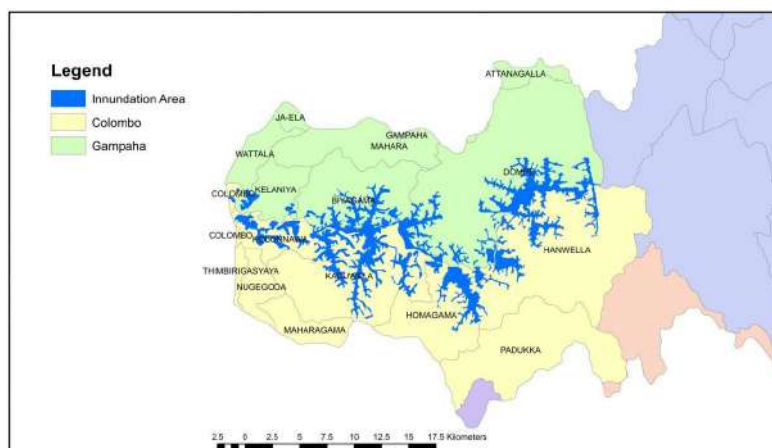 Legend
Innundation Area
Colombo
Gampaha
ATTANAGALLA
JA-ELA
GAMPAHA
MAHARA
WATTALA
DOMPE
COLOMBO
KELANIYA
BIYAGAMA
COLOMBO
KOLONNAWA
HANWELLA
THIMBIRIGASYAYA
KADUWELA
NUGEGODA
HOMAGAMA
MAHARAGAMA
PADUKKA
2.5 0 2.5 5 7.5 10 12.5 15 17.5 Kilometers